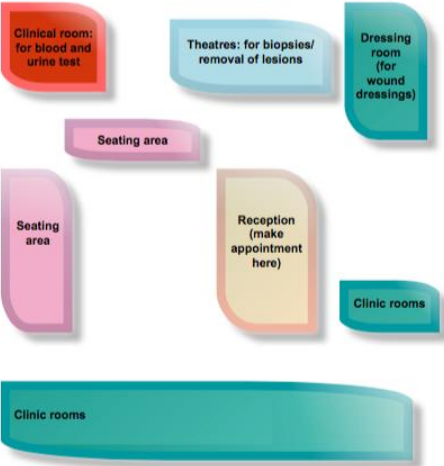 Clinical room:
for blood and
urine test
Theatres: for biopsies/
removal of lesions
Dressing
room
(for
wound
dressings)
Seating area
Seating
area
Reception
(make
appointment
here)
Clinic rooms
Clinic rooms